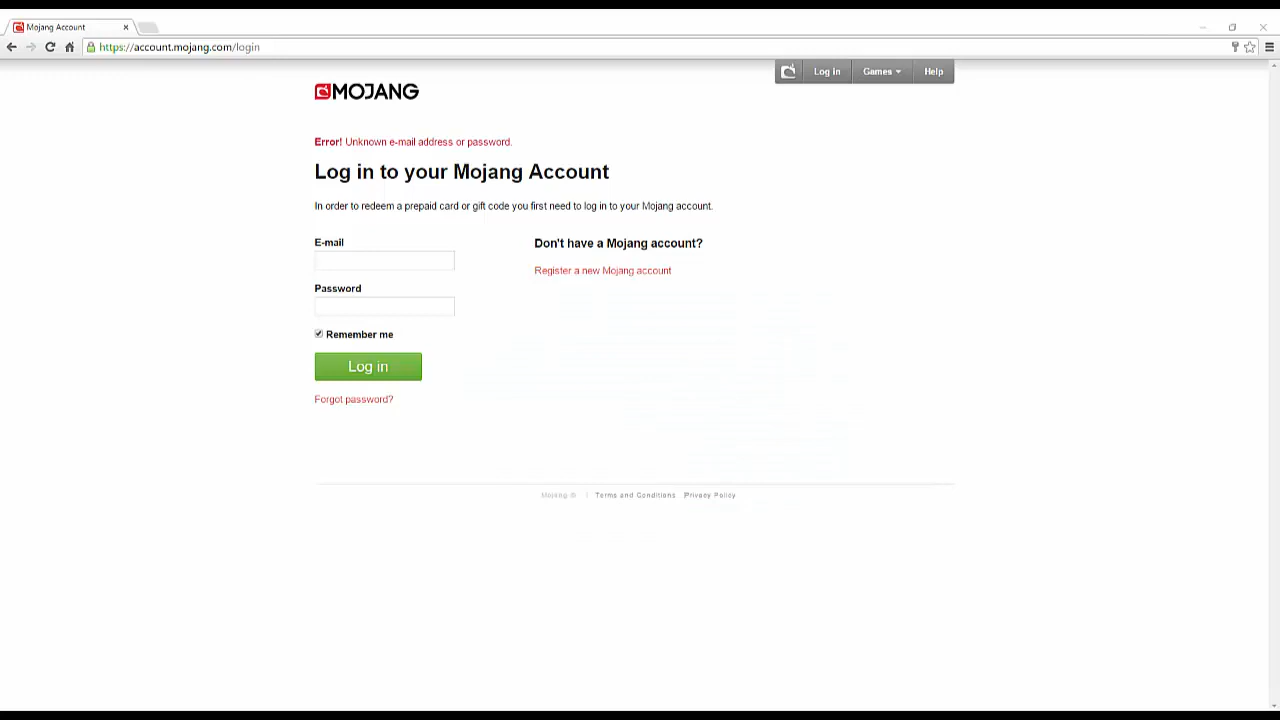 Mojang Account
https://account.mojang.com/login
Log in Games Help
MOJANG
Error! Unknown e-mail address or password.
Log in to your Mojang Account
In order to redeem a prepaid card or gift code you first need to log in to your Mojang account.
E-mail
Don't have a Mojang account?
Register a new Mojang account
Password
Remember me
Log in
Forgot password?
Mojang © | Terms and Conditions Privacy Policy